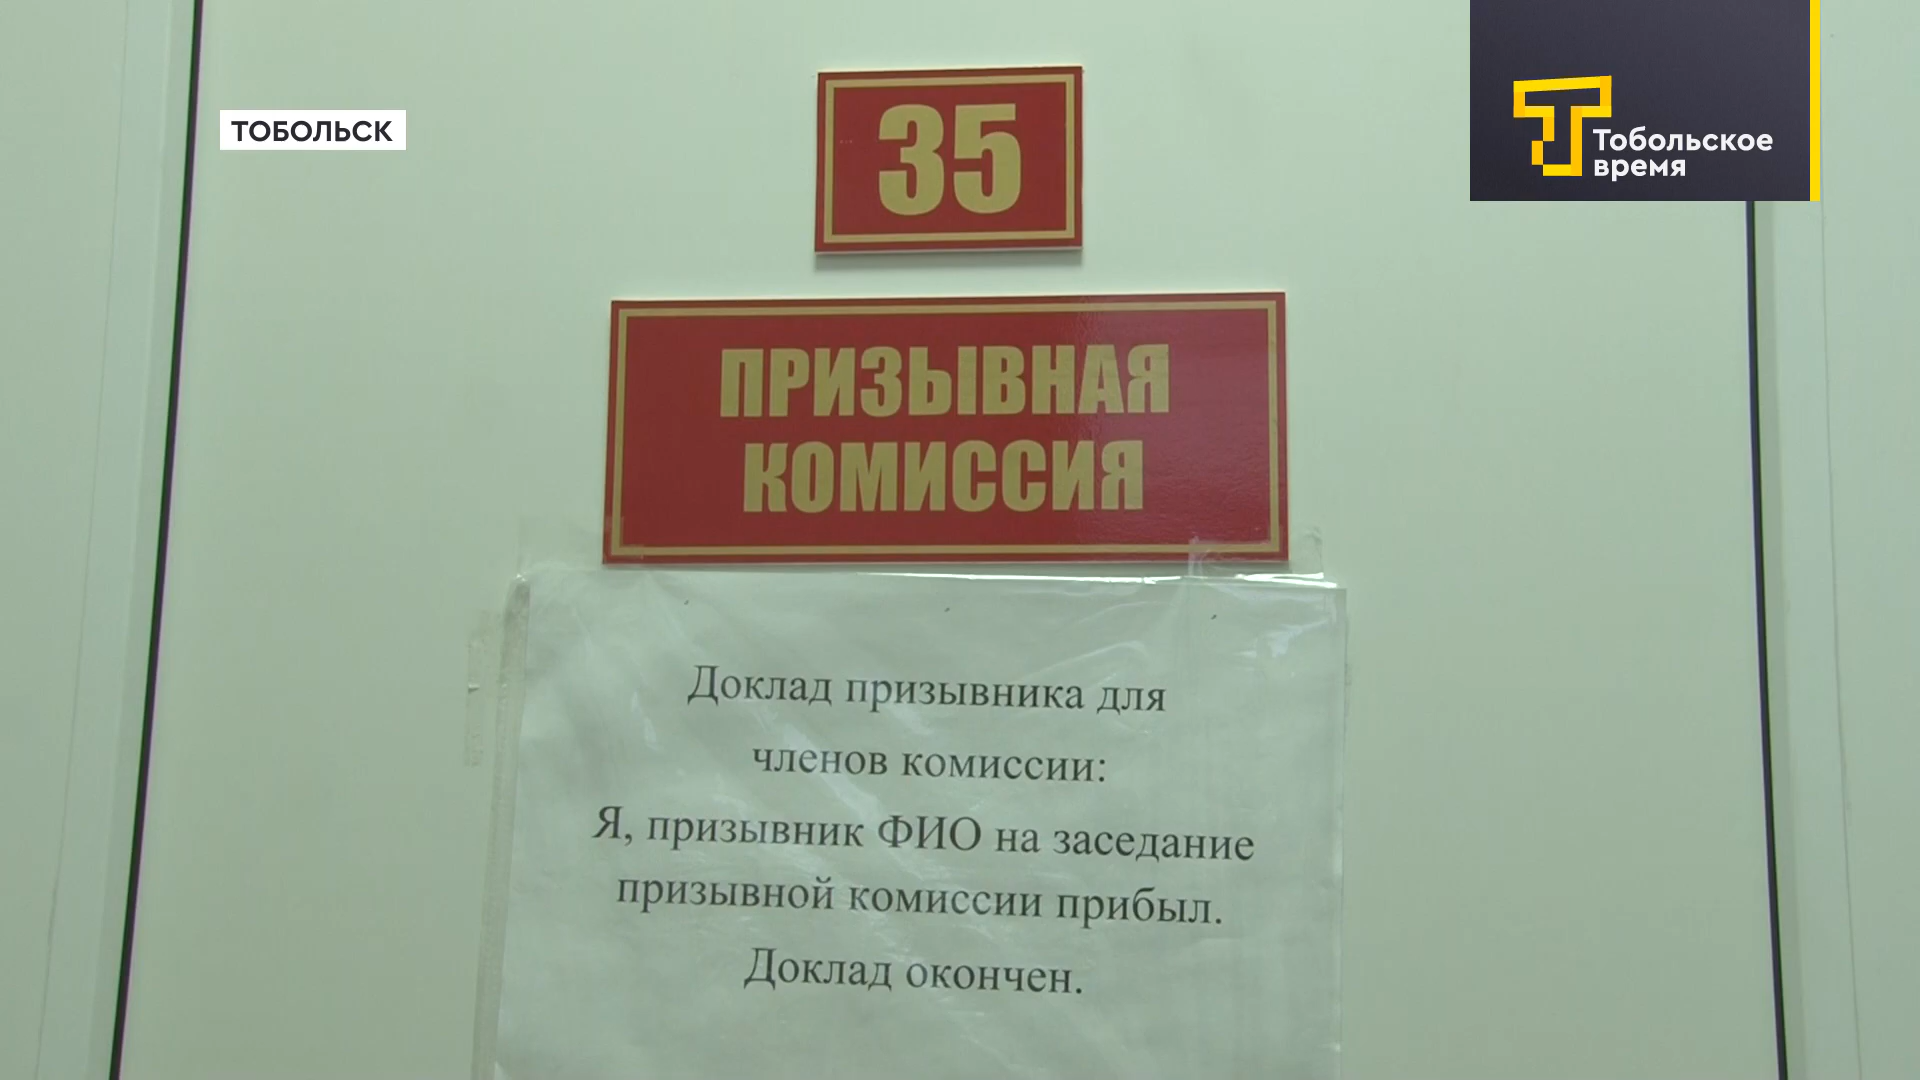 ТОБОЛЬСК
Тобольское
время
35
ПРИЗЫВНАЯ
КОМИССИЯ
Доклад призывника для
членов комиссии:
Я, призывник ФИО на заседание
призывной комиссии прибыл.
Доклад окончен.